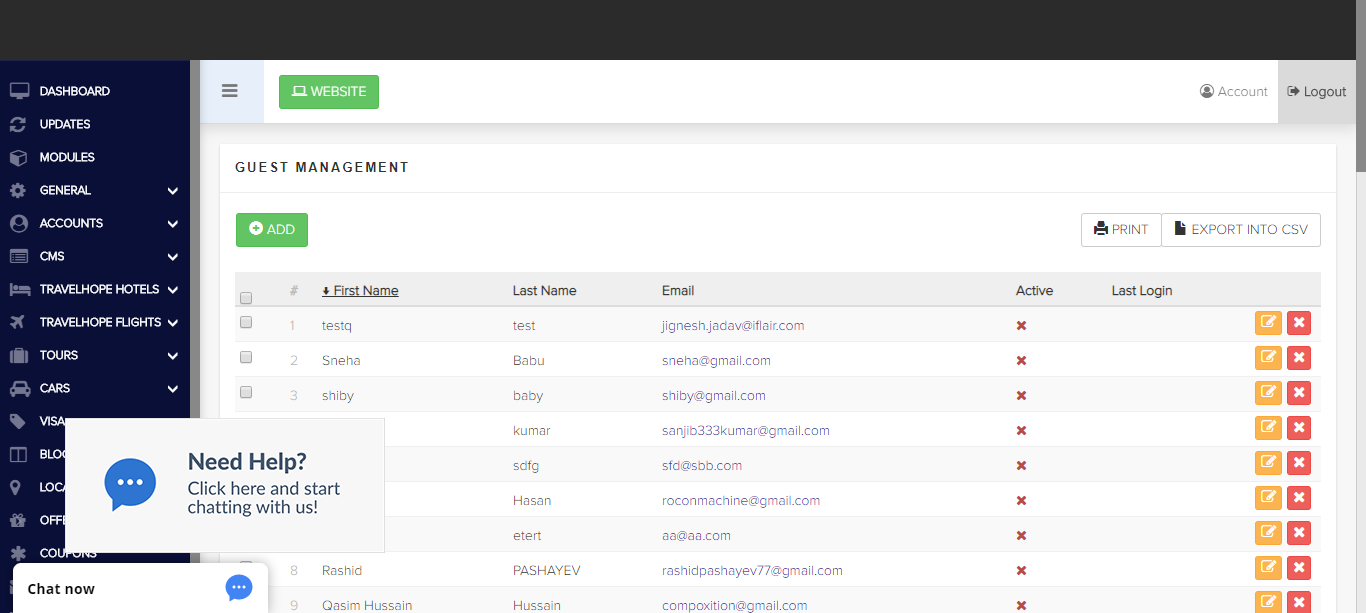 WEBSITE
Account
Logout
DASHBOARD
UPDATES
MODULES
GENERAL
ACCOUNTS
CMS
TRAVELHOPE HOTELS
TRAVELHOPE FLIGHTS
TOURS
CARS
VISA
BLO
LOCA
OFFE
COUPONS
GUEST MANAGEMENT
ADD
PRINT
EXPORT INTO CSV
# First Name Last Name Email Active Last Login
1 testq test jignesh.jadav@iflair.com
2 Sneha Babu sneha@gmail.com
3 shiby baby shiby@gmail.com
kumar sanjib333kumar@gmail.com
sdfg sfd@sbb.com
Hasan roconmachine@gmail.com
etert aa@aa.com
8 Rashid PASHAYEV rashidpashayev77@gmail.com
9 Qasim Hussain Hussain compoxition@gmail.com
Need Help?
Click here and start
chatting with us!
Chat now